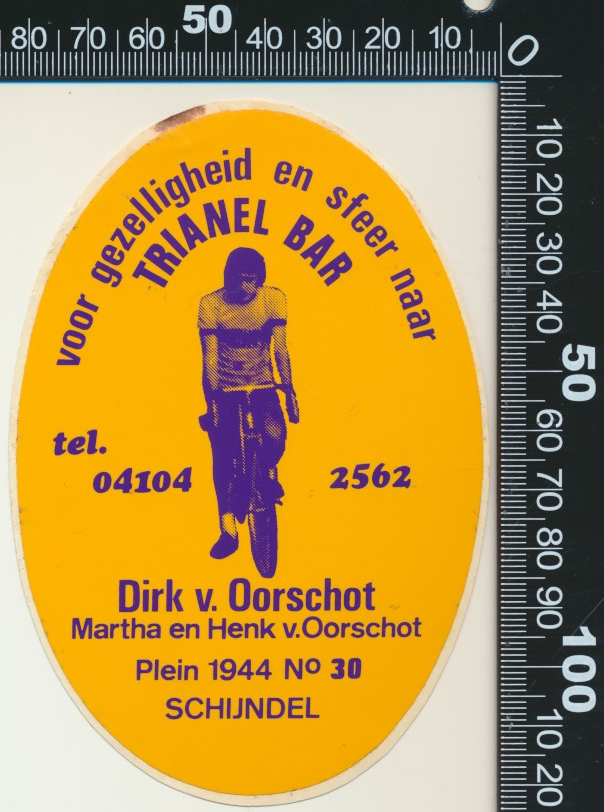 80 70 60 50 40 30 20 10 0
10 20 30 40 50 60 70 80 90 100 10 20
voor gezelligheid en sfeer naar
TRIANEL BAR
tel.
04104 2562
Dirk v. Oorschot
Martha en Henk v.Oorschot
Plein 1944 Nº 30
SCHIJNDEL